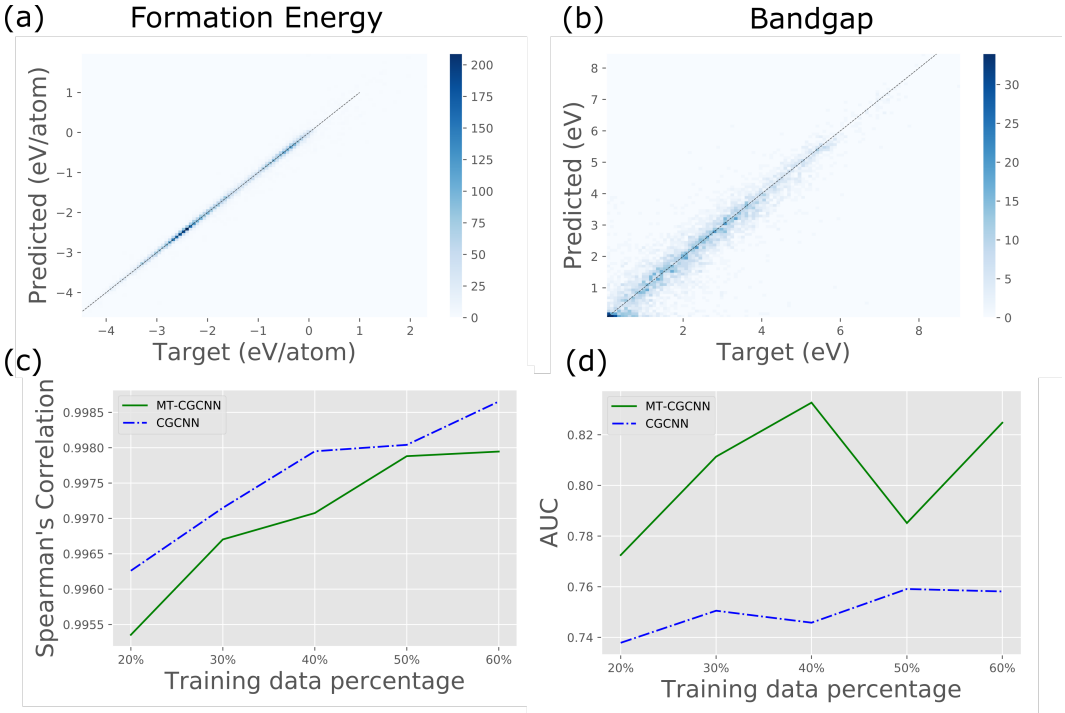 (a) Formation Energy
(b) Bandgap
Predicted (eV/atom)
1
0
−1
−2
−3
−4
−4 −3 −2 −1 0 1 2
Target (eV/atom)
200
175
150
125
100
75
50
25
0
Predicted (eV)
8
7
6
5
4
3
2
1
2 4 6 8
Target (eV)
30
25
20
15
10
5
0
(c)
Spearman's Correlation
0.9985
0.9980
0.9975
0.9970
0.9965
0.9960
0.9955
MT-CGCNN
CGCNN
20% 30% 40% 50% 60%
Training data percentage
(d)
AUC
0.82
0.80
0.78
0.76
0.74
MT-CGCNN
CGCNN
20% 30% 40% 50% 60%
Training data percentage